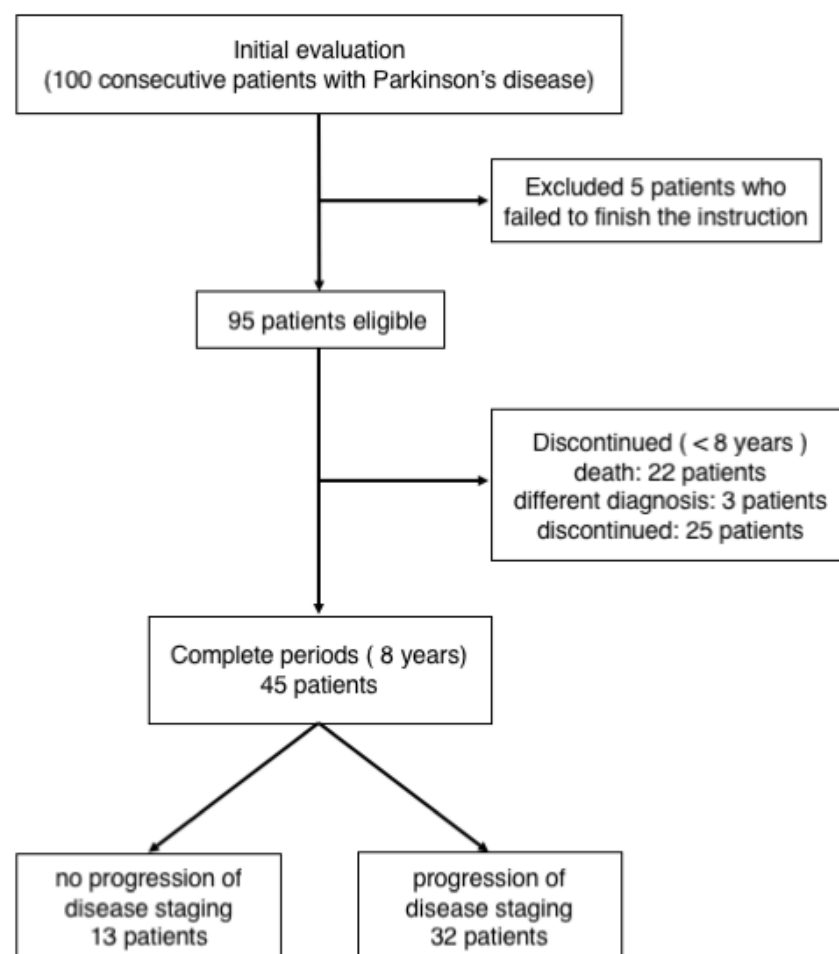 Initial evaluation
(100 consecutive patients with Parkinson's disease)
Excluded 5 patients who
failed to finish the instruction
95 patients eligible
Discontinued ( < 8 years )
death: 22 patients
different diagnosis: 3 patients
discontinued: 25 patients
Complete periods ( 8 years)
45 patients
no progression of
disease staging
13 patients
progression of
disease staging
32 patients